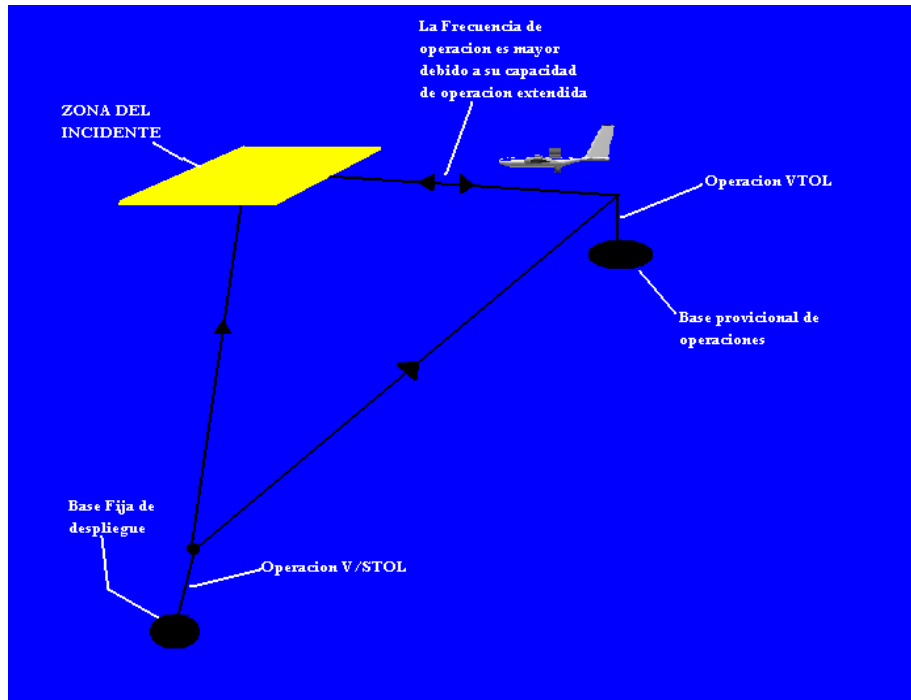 La Frecuencia de
operacion es mayor
debido a su capacidad
de operacion extendida
ZONA DEL
INCIDENTE
Operacion VTOL
Base provicional de
operaciones
Base Fija de
despliegue
Operación V/STOL